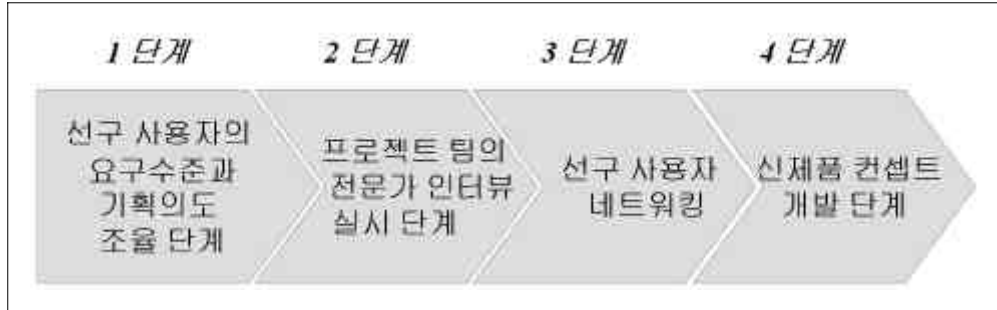 1 단계
2 단계
3 단계
4 단계
선구 사용자의
요구수준과
기획의도
조율 단계
프로젝트 팀의
전문가 인터뷰
실시 단계
선구 사용자
네트워킹
신제품 컨셉트
개발 단계